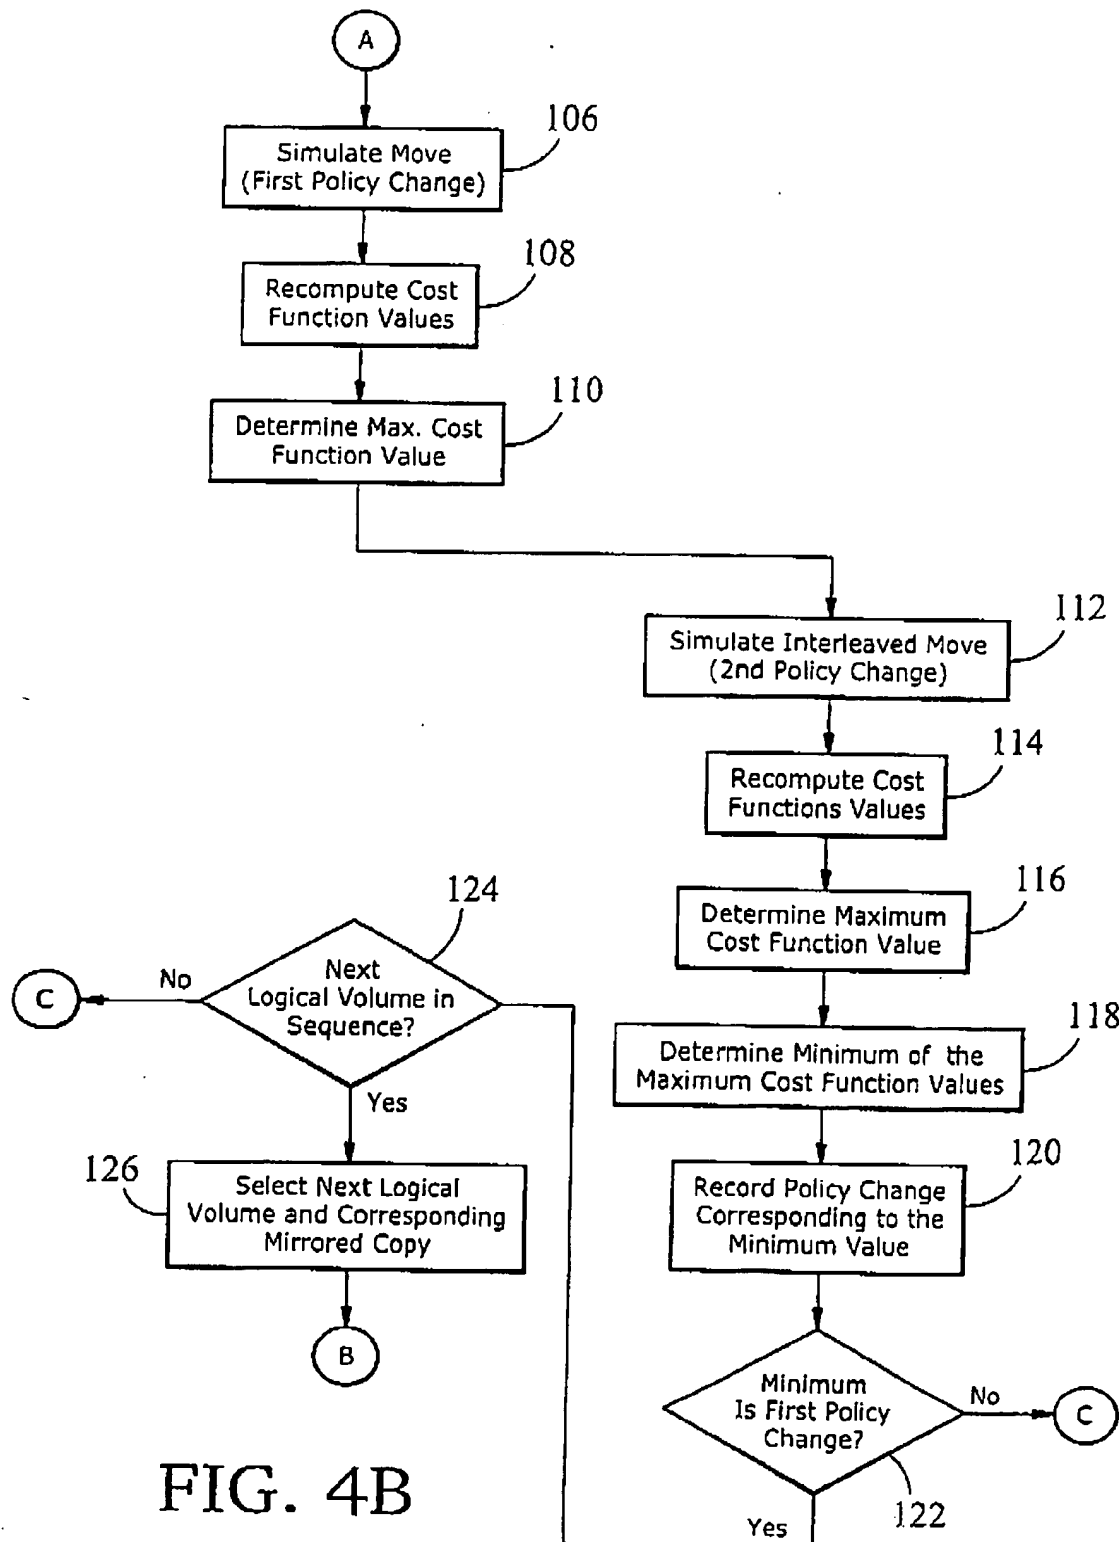 A
106
Simulate Move
(First Policy Change)
108
Recompute Cost
Function Values
110
Determine Max. Cost
Function Value
112
Simulate Interleaved Move
(2nd Policy Change)
114
Recompute Cost
Functions Values
116
Determine Maximum
Cost Function Value
118
Determine Minimum of the
Maximum Cost Function Values
120
Record Policy Change
Corresponding to the
Minimum Value
Minimum
Is First Policy
Change?
122
No
C
Yes
124
Next
Logical Volume in
Sequence?
No
C
Yes
126
Select Next Logical
Volume and Corresponding
Mirrored Copy
B
FIG. 4B